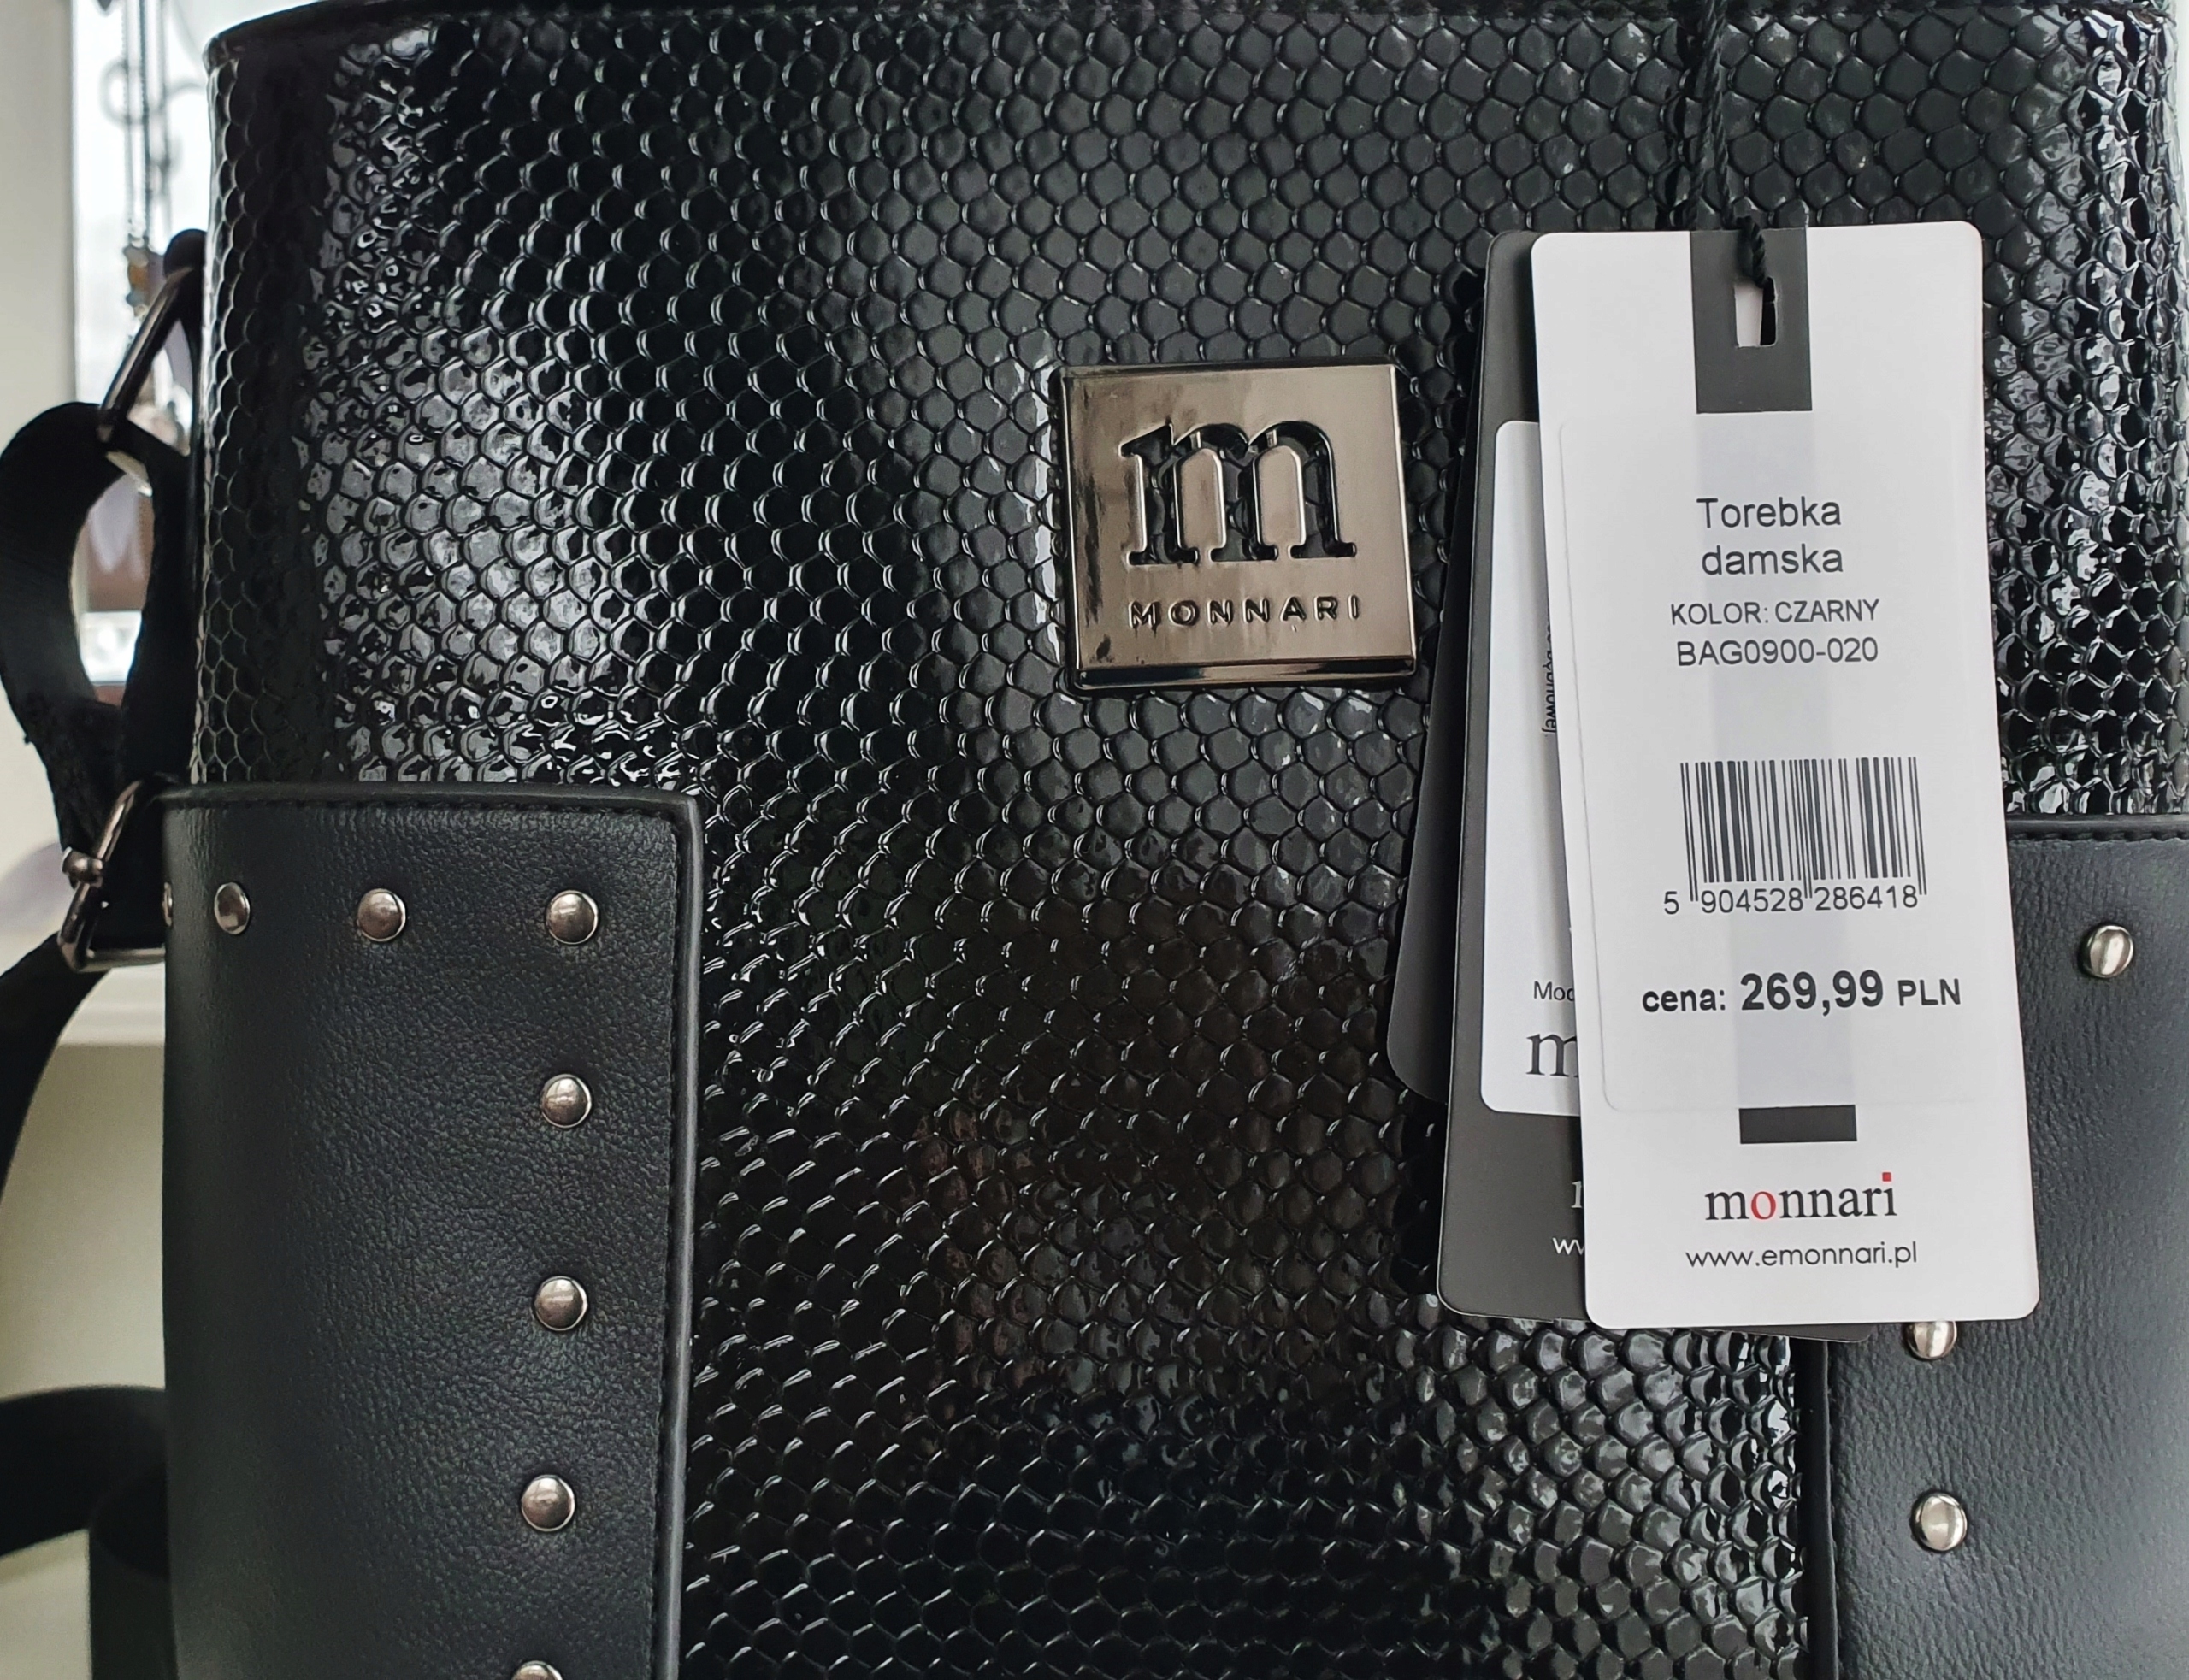 m
MONNARI
Torebka
damska
KOLOR: CZARNY
BAG0900-020
5 904528 286418
cena: 269,99 PLN
monnari
www.emonnari.pl